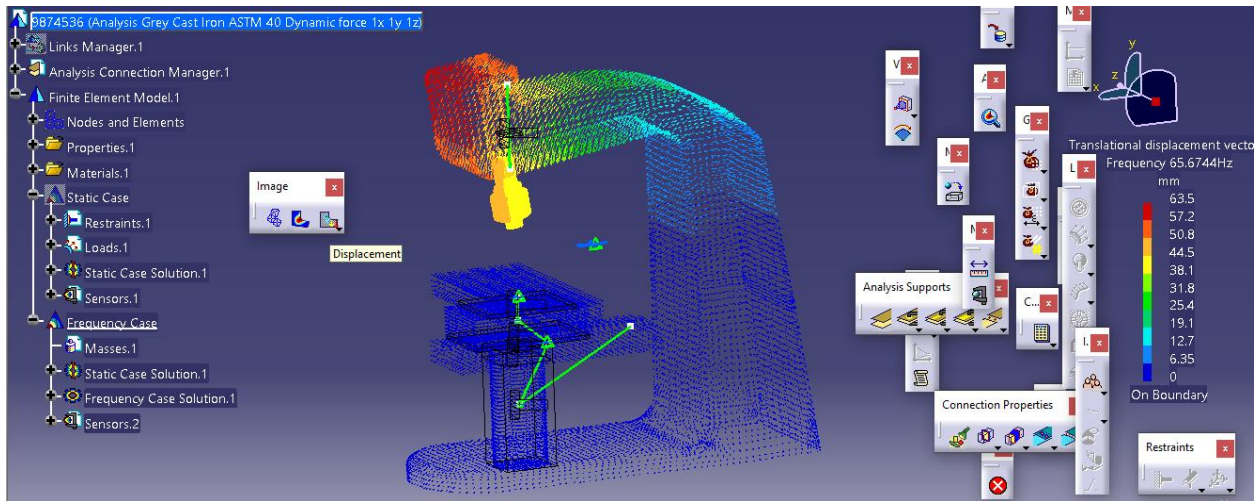 9874536 (Analysis Grey Cast Iron ASTM 40 Dynamic force 1x 1y 1z)
Links Manager.1
Analysis Connection Manager.1
Finite Element Model.1
Nodes and Elements
Properties.1
Materials.1
Static Case
Restraints.1
Loads.1
Static Case Solution.1
Sensors.1
Frequency Case
Masses.1
Static Case Solution.1
Frequency Case Solution.1
Sensors.2
Image x
Displacement
V x
A x
N x
G x
M x
L x
N x
Analysis Supports
C... x
I. x
Connection Properties x
Restraints x
y
z
x
Translational displacement vecto
Frequency 65.6744Hz
mm
63.5
57.2
50.8
44.5
38.1
31.8
25.4
19.1
12.7
6.35
0
On Boundary